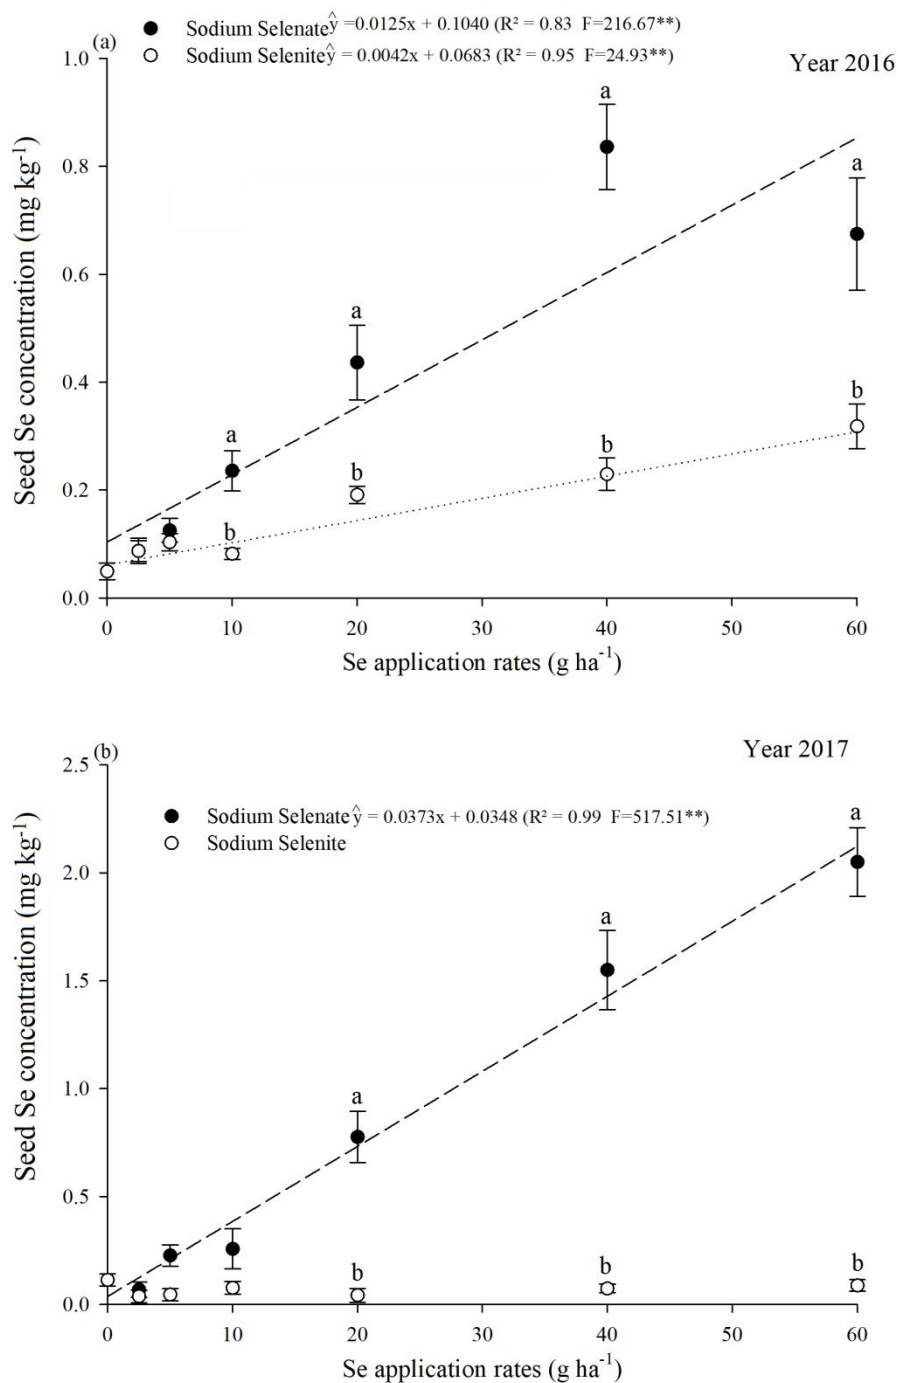 (a)
Sodium Selenate ŷ =0.0125x + 0.1040 (R² = 0.83 F=216.67**)
Sodium Selenite ŷ = 0.0042x + 0.0683 (R² = 0.95 F=24.93**)
Year 2016
Seed Se concentration (mg kg⁻¹)
1.0
0.8
0.6
0.4
0.2
0.0
a
a
a
a
b
b
b
b
0 10 20 30 40 50 60
Se application rates (g ha⁻¹)
(b)
Year 2017
Sodium Selenate ŷ = 0.0373x + 0.0348 (R² = 0.99 F=517.51**)
Sodium Selenite
Seed Se concentration (mg kg⁻¹)
2.5
2.0
1.5
1.0
0.5
0.0
a
a
a
b
b
b
0 10 20 30 40 50 60
Se application rates (g ha⁻¹)